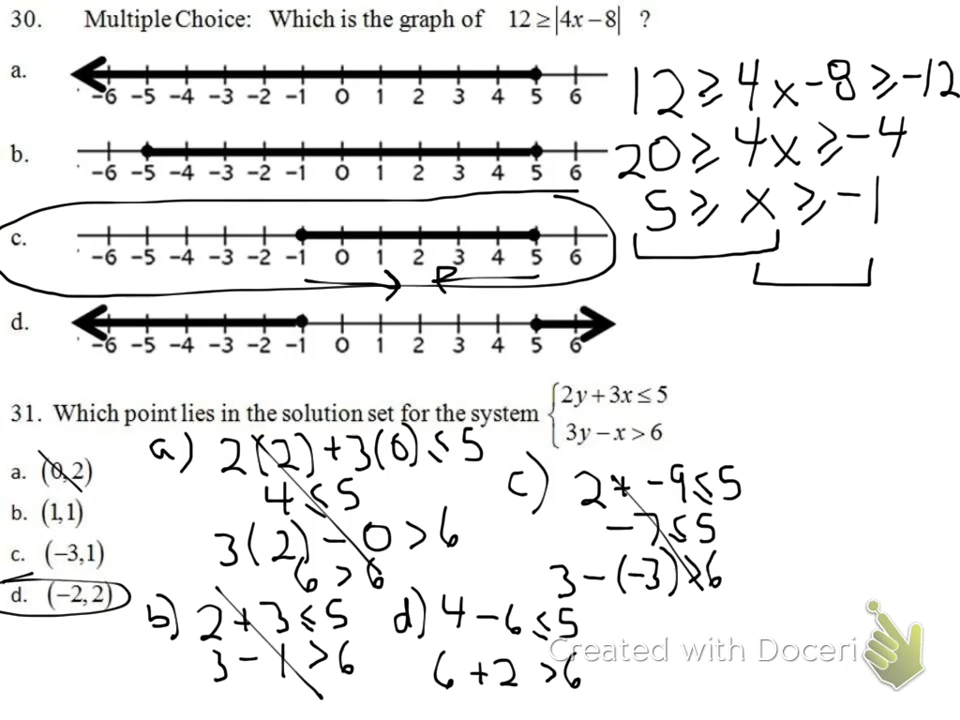 30. Multiple Choice: Which is the graph of 12 ≥ |4x − 8| ?
a.
−6 −5 −4 −3 −2 −1 0 1 2 3 4 5 6
b.
−6 −5 −4 −3 −2 −1 0 1 2 3 4 5 6
c.
−6 −5 −4 −3 −2 −1 0 1 2 3 4 5 6
d.
−6 −5 −4 −3 −2 −1 0 1 2 3 4 5 6
12 ≥ 4x − 8 ≥ −12
20 ≥ 4x ≥ −4
5 ≥ x ≥ −1
31. Which point lies in the solution set for the system
2y + 3x ≤ 5
3y − x > 6
a. (0, 2)
b. (1, 1)
c. (−3, 1)
d. (−2, 2)
a) 2(2) + 3(0) ≤ 5
4 ≤ 5
3(2) − 0 > 6
6 > 6
b) 2 + 3 ≤ 5
3 − 1 > 6
c) 2 + −9 ≤ 5
−7 ≤ 5
3 − (−3) > 6
d) 4 − 6 ≤ 5
6 + 2 > 6
Created with Doceri